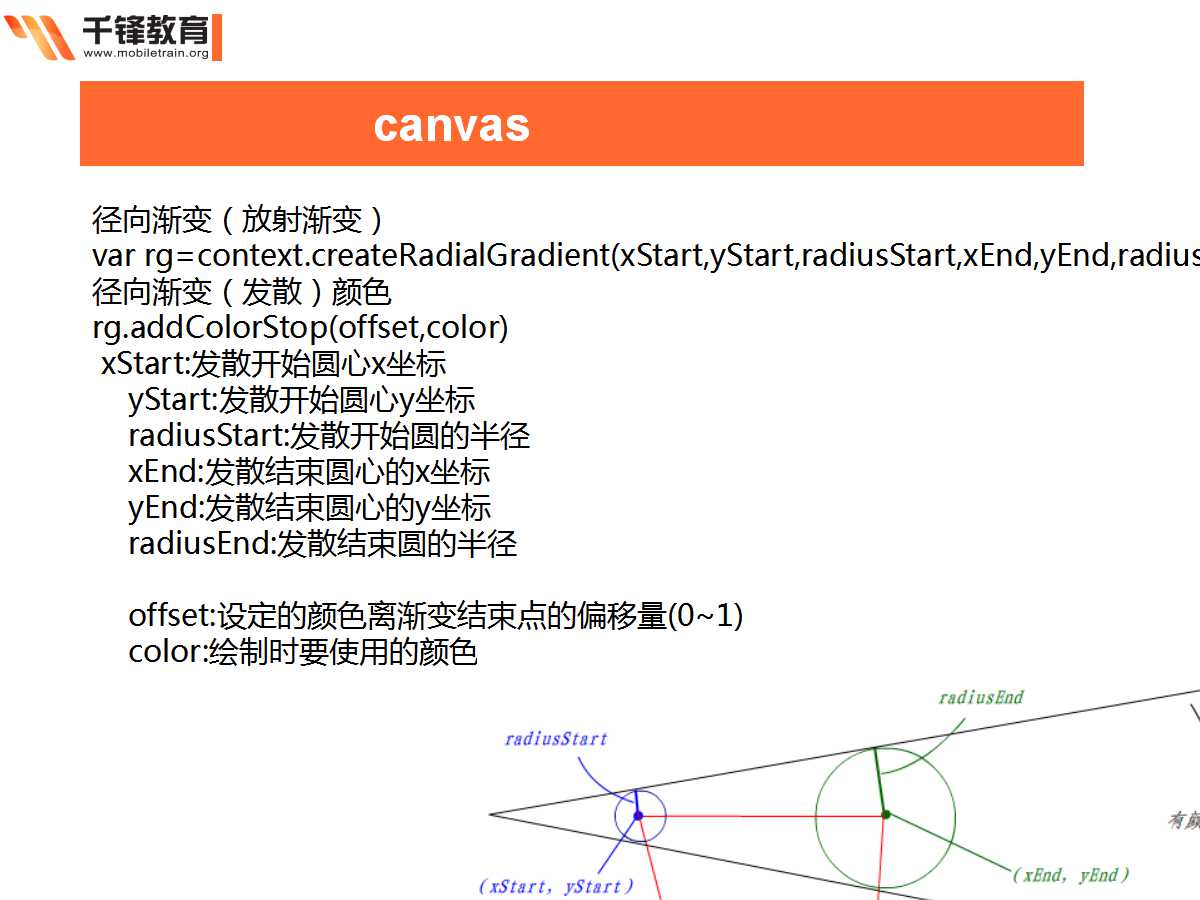 千锋教育
www.mobiletrain.org
canvas
径向渐变（放射渐变）
var rg=context.createRadialGradient(xStart,yStart,radiusStart,xEnd,yEnd,radius
径向渐变（发散）颜色
rg.addColorStop(offset,color)
xStart:发散开始圆心x坐标
yStart:发散开始圆心y坐标
radiusStart:发散开始圆的半径
xEnd:发散结束圆心的x坐标
yEnd:发散结束圆心的y坐标
radiusEnd:发散结束圆的半径
offset:设定的颜色离渐变结束点的偏移量(0~1)
color:绘制时要使用的颜色
radiusEnd
radiusStart
有颜
(xEnd, yEnd)
(xStart, yStart)